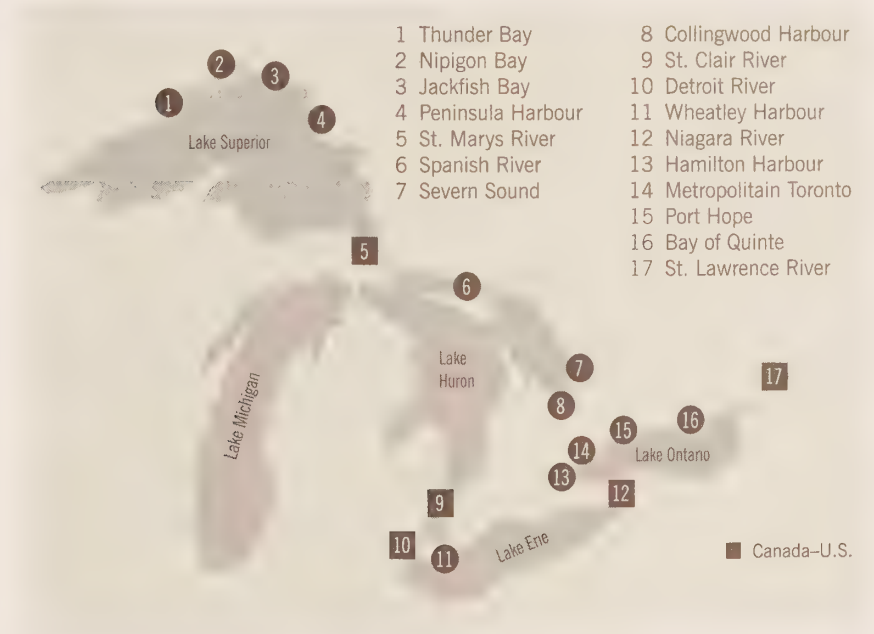 1 Thunder Bay
2 Nipigon Bay
3 Jackfish Bay
4 Peninsula Harbour
5 St. Marys River
6 Spanish River
7 Severn Sound
8 Collingwood Harbour
9 St. Clair River
10 Detroit River
11 Wheatley Harbour
12 Niagara River
13 Hamilton Harbour
14 Metropolitain Toronto
15 Port Hope
16 Bay of Quinte
17 St. Lawrence River
2
3
1
4
Lake Superior
5
6
Lake
Huron
7
17
Lake Michigan
8
16
15
14
Lake Ontano
13
12
9
10
11
Lake Ene
Canada–U.S.